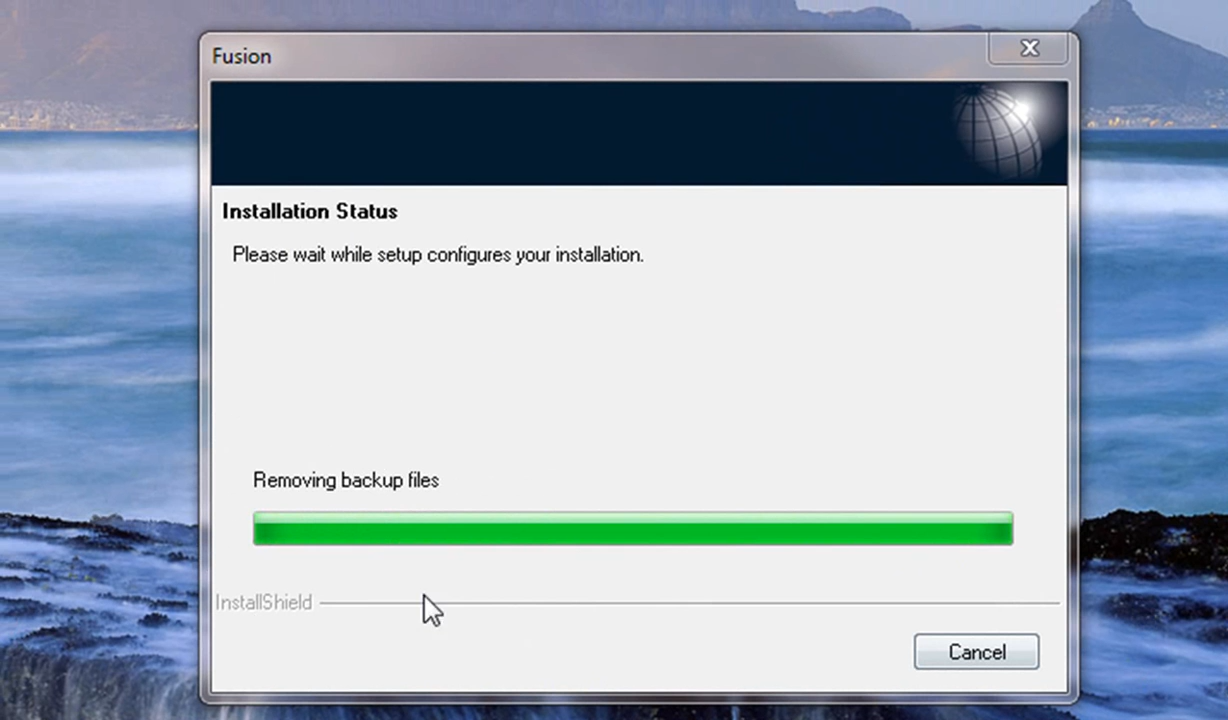 Fusion
Installation Status
Please wait while setup configures your installation.
Removing backup files
InstallShield
Cancel